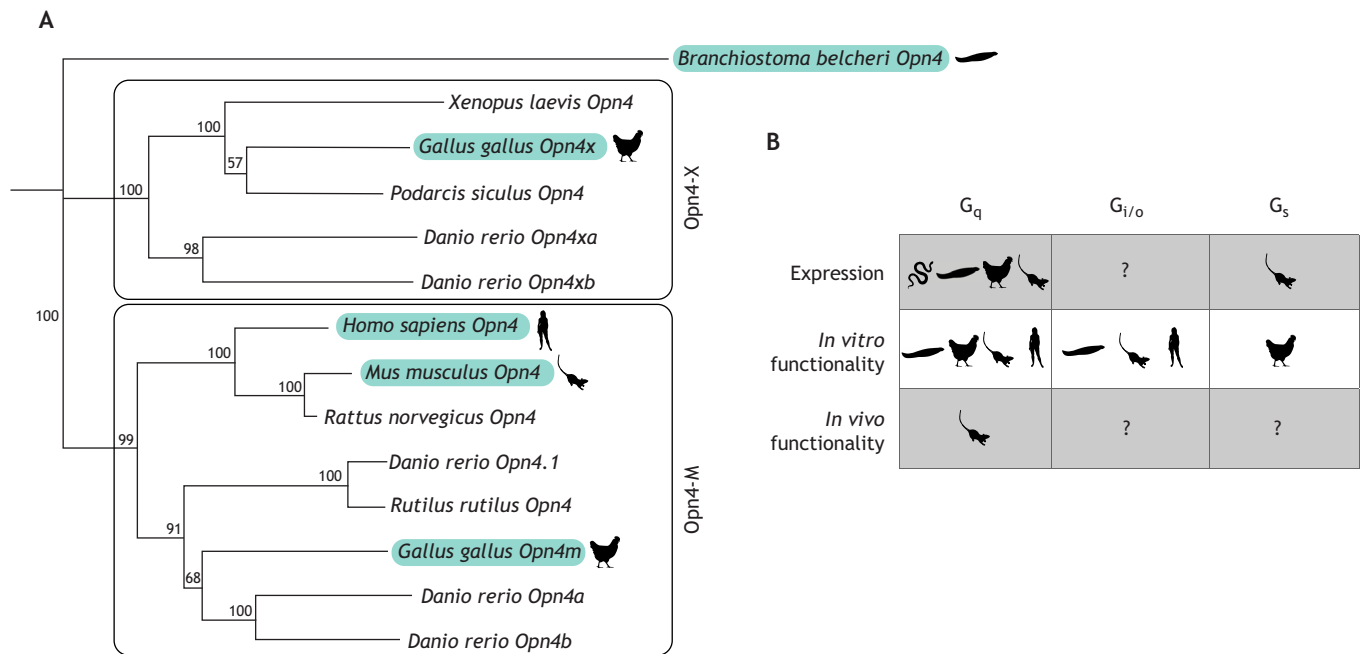 A
Branchiostoma belcheri Opn4
Xenopus laevis Opn4
100
Gallus gallus Opn4x
57
Podarcis siculus Opn4
100
Danio rerio Opn4xa
98
Danio rerio Opn4xb
Opn4-X
100
Homo sapiens Opn4
100
Mus musculus Opn4
100
Rattus norvegicus Opn4
99
Danio rerio Opn4.1
100
Rutilus rutilus Opn4
91
Gallus gallus Opn4m
68
Danio rerio Opn4a
100
Danio rerio Opn4b
Opn4-M
B
Gq Gi/o Gs
Expression ?
In vitro
functionality
In vivo
functionality ? ?